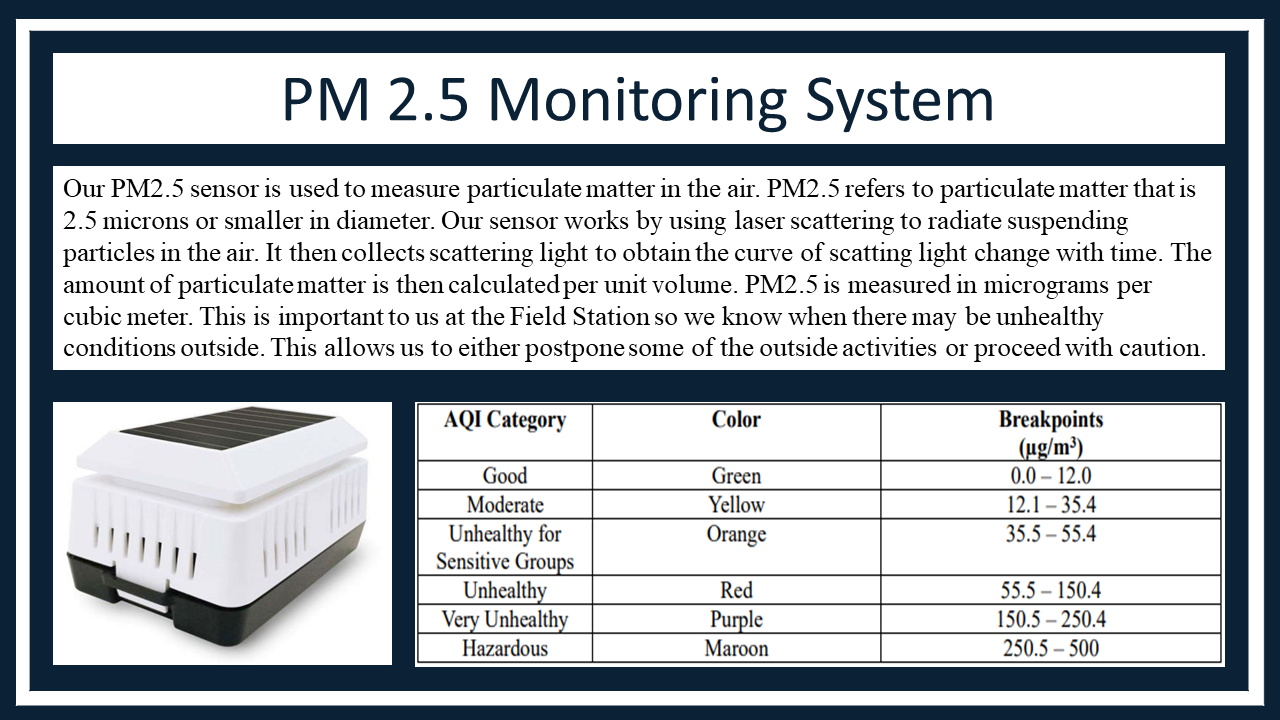 PM 2.5 Monitoring System
Our PM2.5 sensor is used to measure particulate matter in the air. PM2.5 refers to particulate matter that is
2.5 microns or smaller in diameter. Our sensor works by using laser scattering to radiate suspending
particles in the air. It then collects scattering light to obtain the curve of scatting light change with time. The
amount of particulate matter is then calculated per unit volume. PM2.5 is measured in micrograms per
cubic meter. This is important to us at the Field Station so we know when there may be unhealthy
conditions outside. This allows us to either postpone some of the outside activities or proceed with caution.
AQI Category Color Breakpoints
(µg/m³)
Good Green 0.0 – 12.0
Moderate Yellow 12.1 – 35.4
Unhealthy for Orange 35.5 – 55.4
Sensitive Groups
Unhealthy Red 55.5 – 150.4
Very Unhealthy Purple 150.5 – 250.4
Hazardous Maroon 250.5 – 500